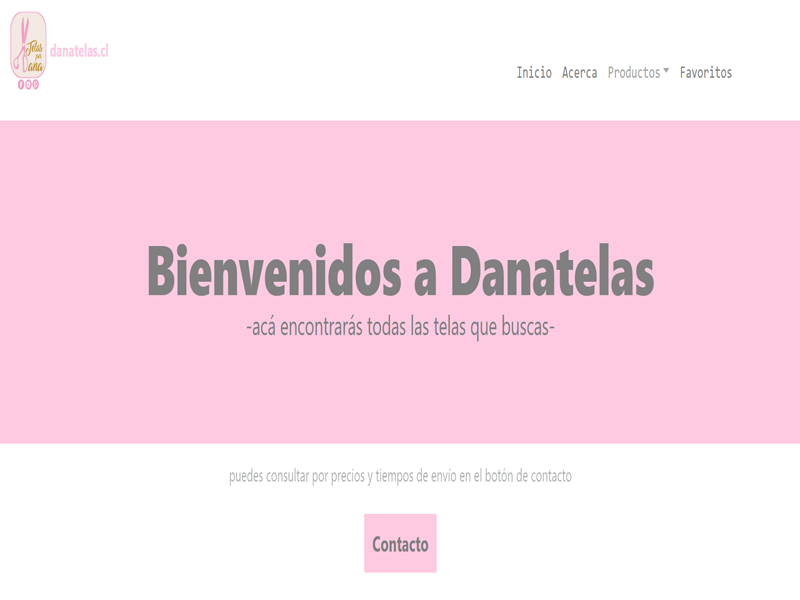 Telas
por
Dana
danatelas.cl
Inicio Acerca Productos Favoritos
Bienvenidos a Danatelas
-acá encontrarás todas las telas que buscas-
puedes consultar por precios y tiempos de envío en el botón de contacto
Contacto